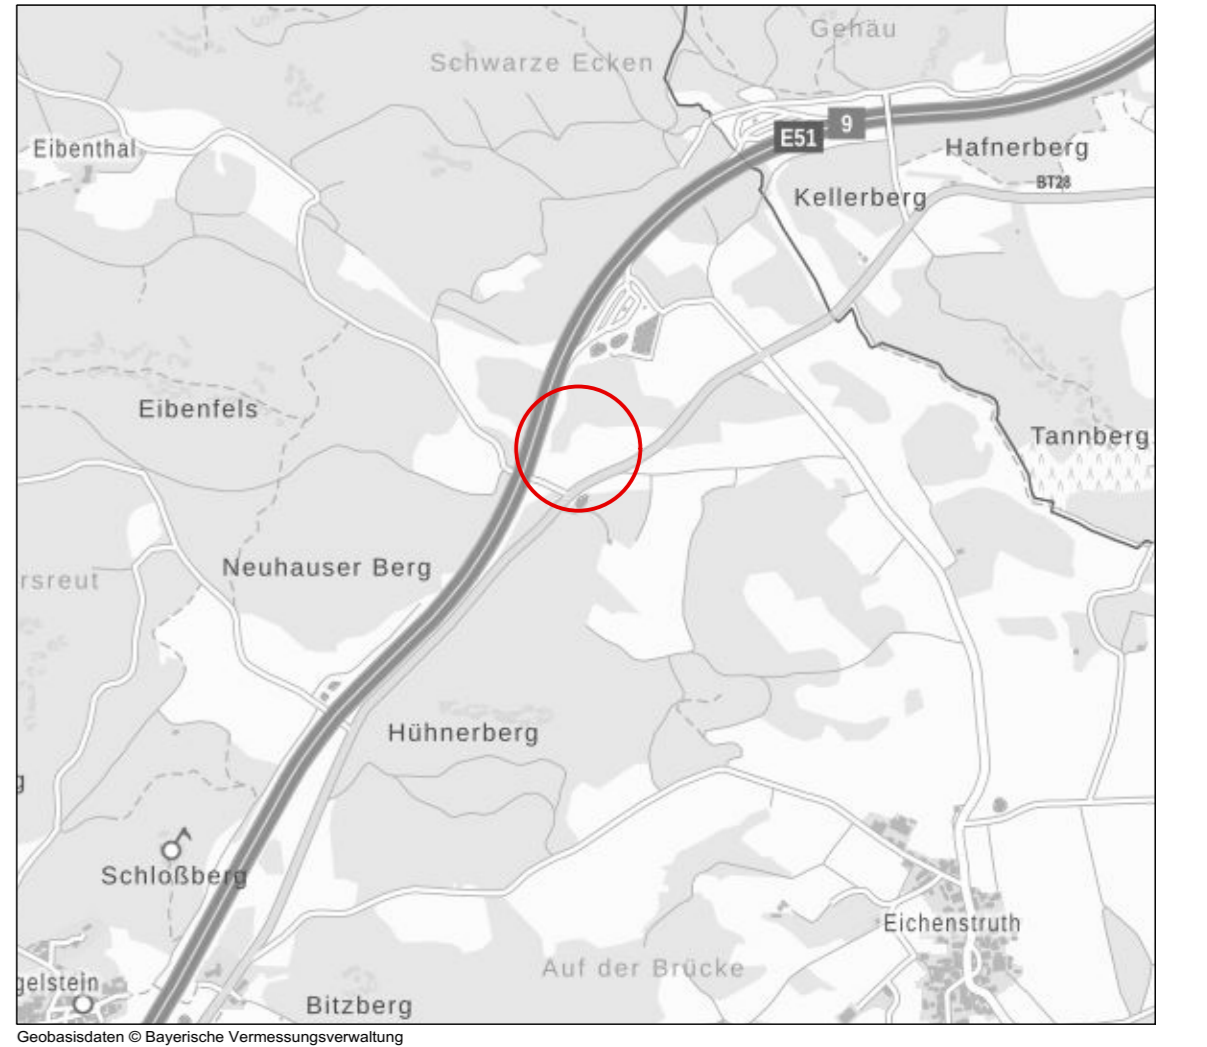 Gehäu
Schwarze Ecken
9
E51
Eibenthal
Hafnerberg
BT28
Kellerberg
Eibenfels
Tannberg
Neuhauser Berg
rsreut
Hühnerberg
g
Schloßberg
Eichenstruth
Auf der Brücke
gelstein
Bitzberg
Geobasisdaten © Bayerische Vermessungsverwaltung